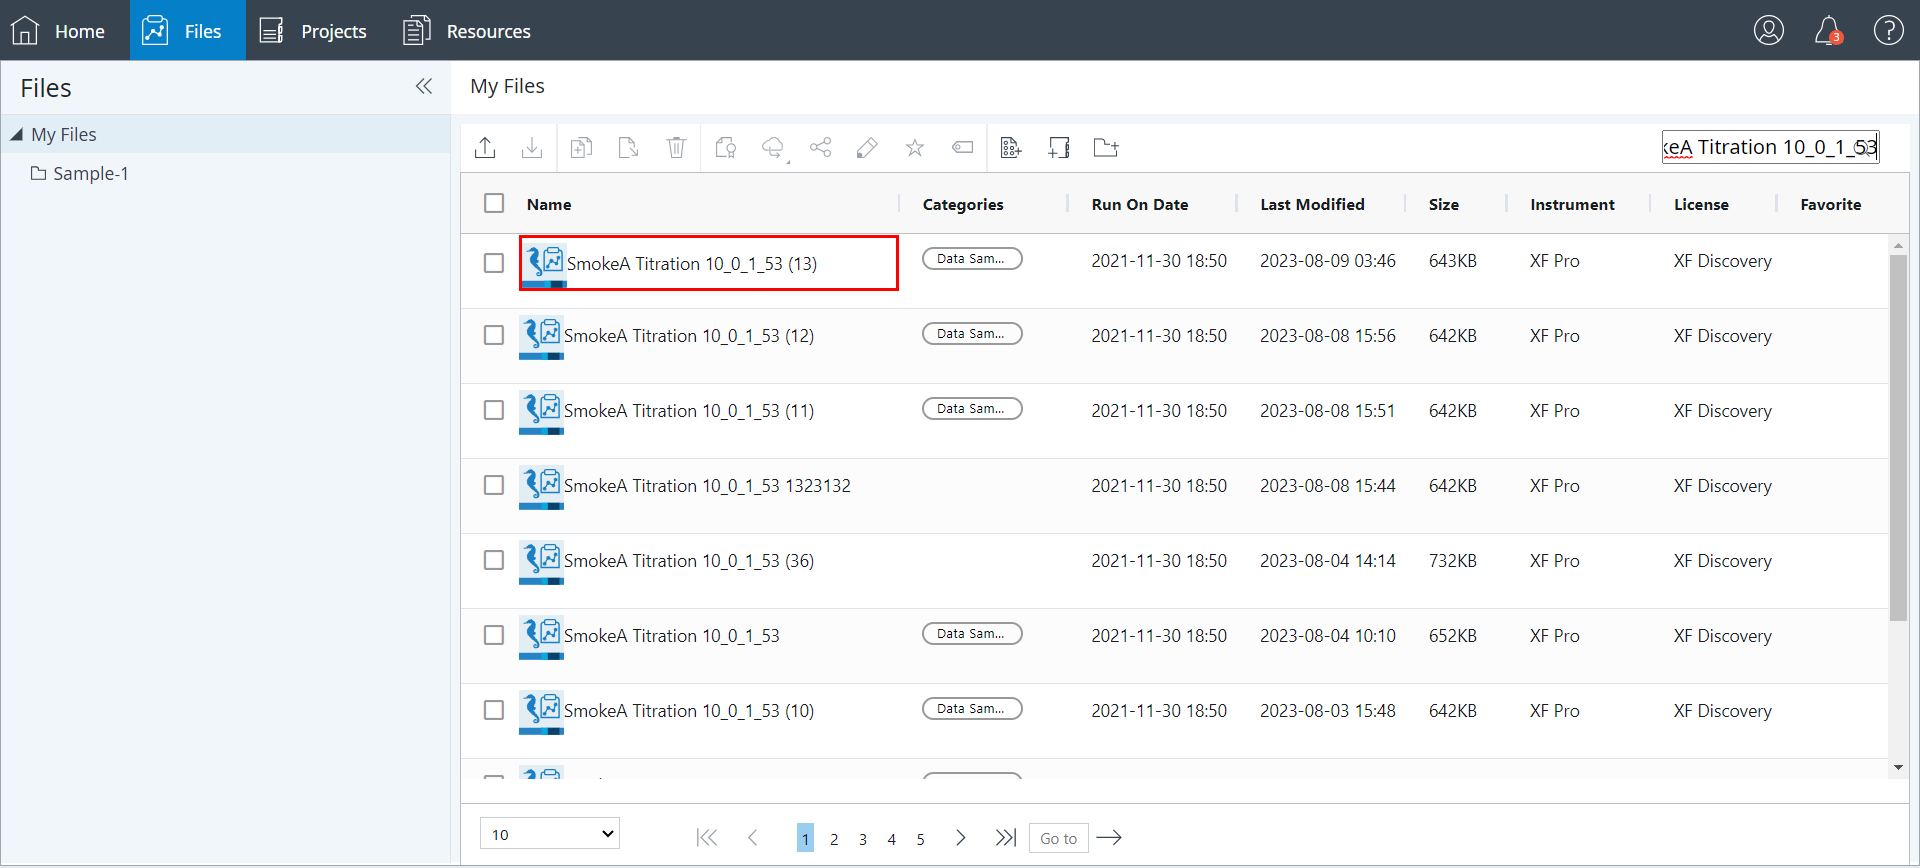 Home Files Projects Resources 3
Files
My Files
My Files
Sample-1
keA Titration 10_0_1_53
Name Categories Run On Date Last Modified Size Instrument License Favorite
SmokeA Titration 10_0_1_53 (13) Data Sam... 2021-11-30 18:50 2023-08-09 03:46 643KB XF Pro XF Discovery
SmokeA Titration 10_0_1_53 (12) Data Sam... 2021-11-30 18:50 2023-08-08 15:56 642KB XF Pro XF Discovery
SmokeA Titration 10_0_1_53 (11) Data Sam... 2021-11-30 18:50 2023-08-08 15:51 642KB XF Pro XF Discovery
SmokeA Titration 10_0_1_53 1323132 2021-11-30 18:50 2023-08-08 15:44 642KB XF Pro XF Discovery
SmokeA Titration 10_0_1_53 (36) 2021-11-30 18:50 2023-08-04 14:14 732KB XF Pro XF Discovery
SmokeA Titration 10_0_1_53 Data Sam... 2021-11-30 18:50 2023-08-04 10:10 652KB XF Pro XF Discovery
SmokeA Titration 10_0_1_53 (10) Data Sam... 2021-11-30 18:50 2023-08-03 15:48 642KB XF Pro XF Discovery
10 1 2 3 4 5 Go to